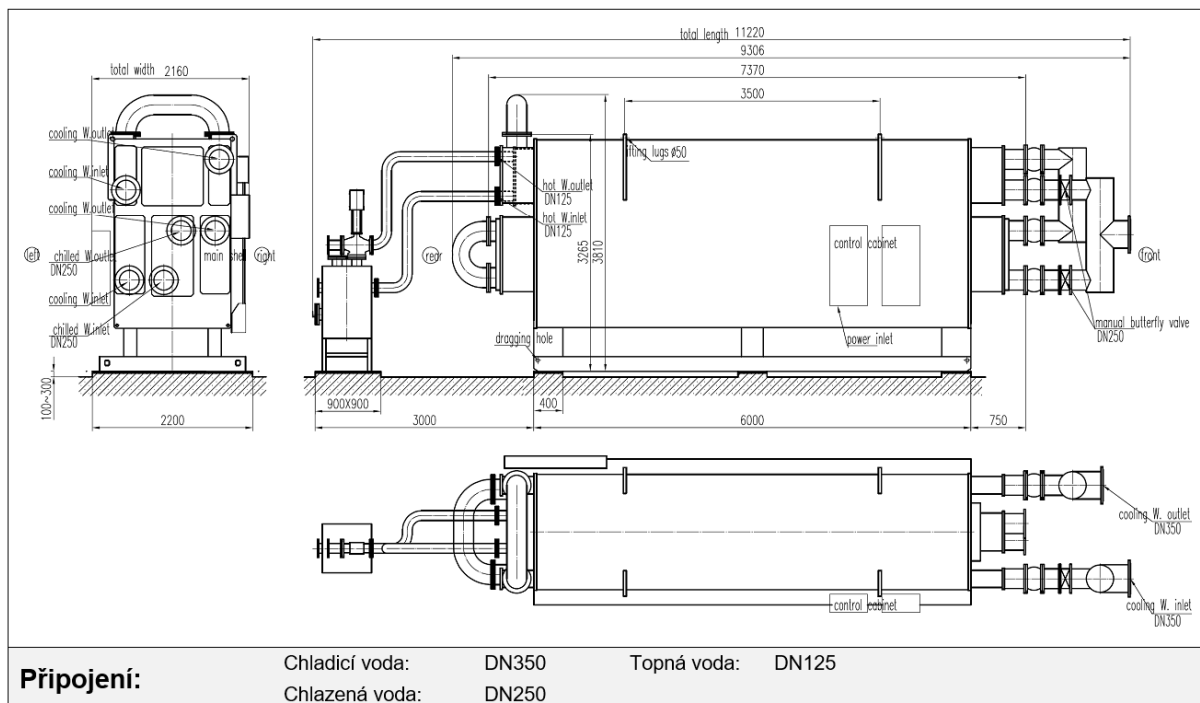 total length 11220
9306
total width 2160
7370
3500
cooling W.outlet
lifting lugs ø50
cooling W.inlet
hot W.outlet
DN125
cooling W.outlet
hot W.inlet
DN125
left
chilled W.outlet
DN250
main shell
right
rear
3265
3810
control cabinet
front
cooling W.inlet
chilled W.inlet
DN250
dragging hole
power inlet
manual butterfly valve
DN250
100~300
2200
900X900
3000
400
6000
750
cooling W. outlet
DN350
control cabinet
cooling W. inlet
DN350
Připojení:
Chladicí voda: DN350 Topná voda: DN125
Chlazená voda: DN250